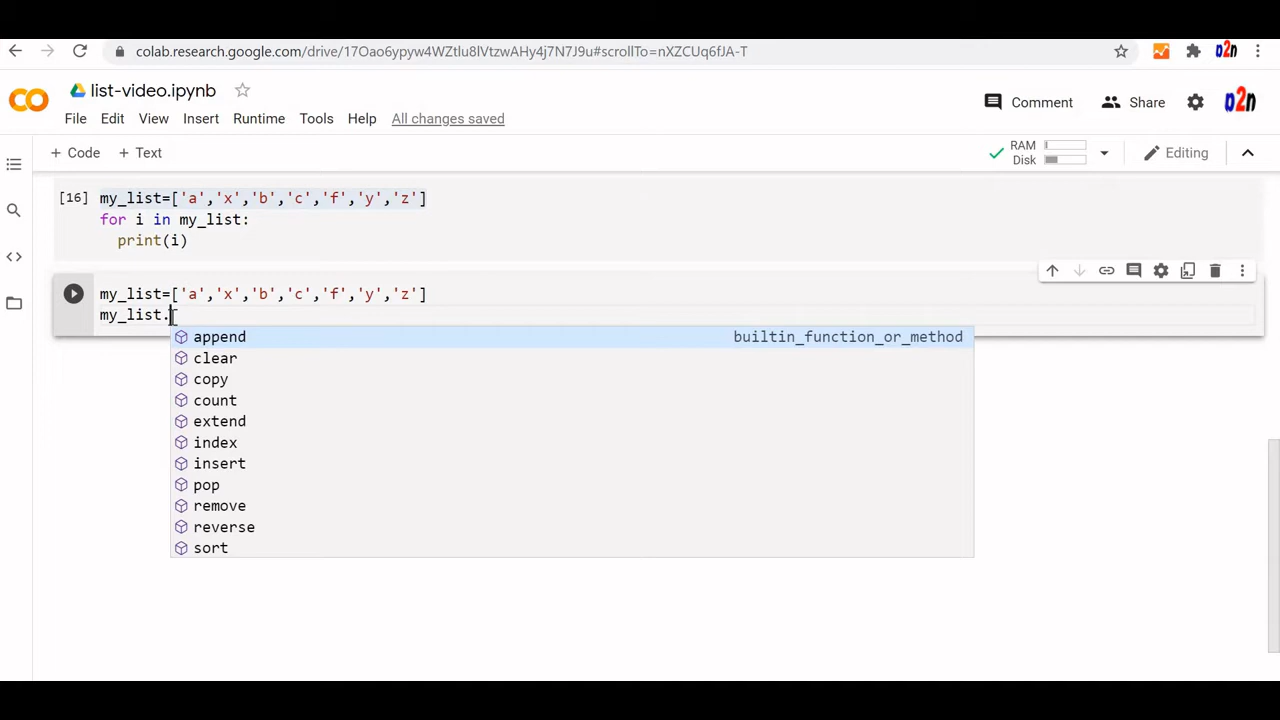 colab.research.google.com/drive/17Oao6ypyw4WZtlu8lVtzwAHy4j7N7J9u#scrollTo=nXZCUq6fJA-T
o2n
list-video.ipynb
Comment Share o2n
File Edit View Insert Runtime Tools Help All changes saved
+ Code + Text RAM Disk Editing
[16] my_list=['a','x','b','c','f','y','z']
for i in my_list:
print(i)
my_list=['a','x','b','c','f','y','z']
my_list.
append builtin_function_or_method
clear
copy
count
extend
index
insert
pop
remove
reverse
sort